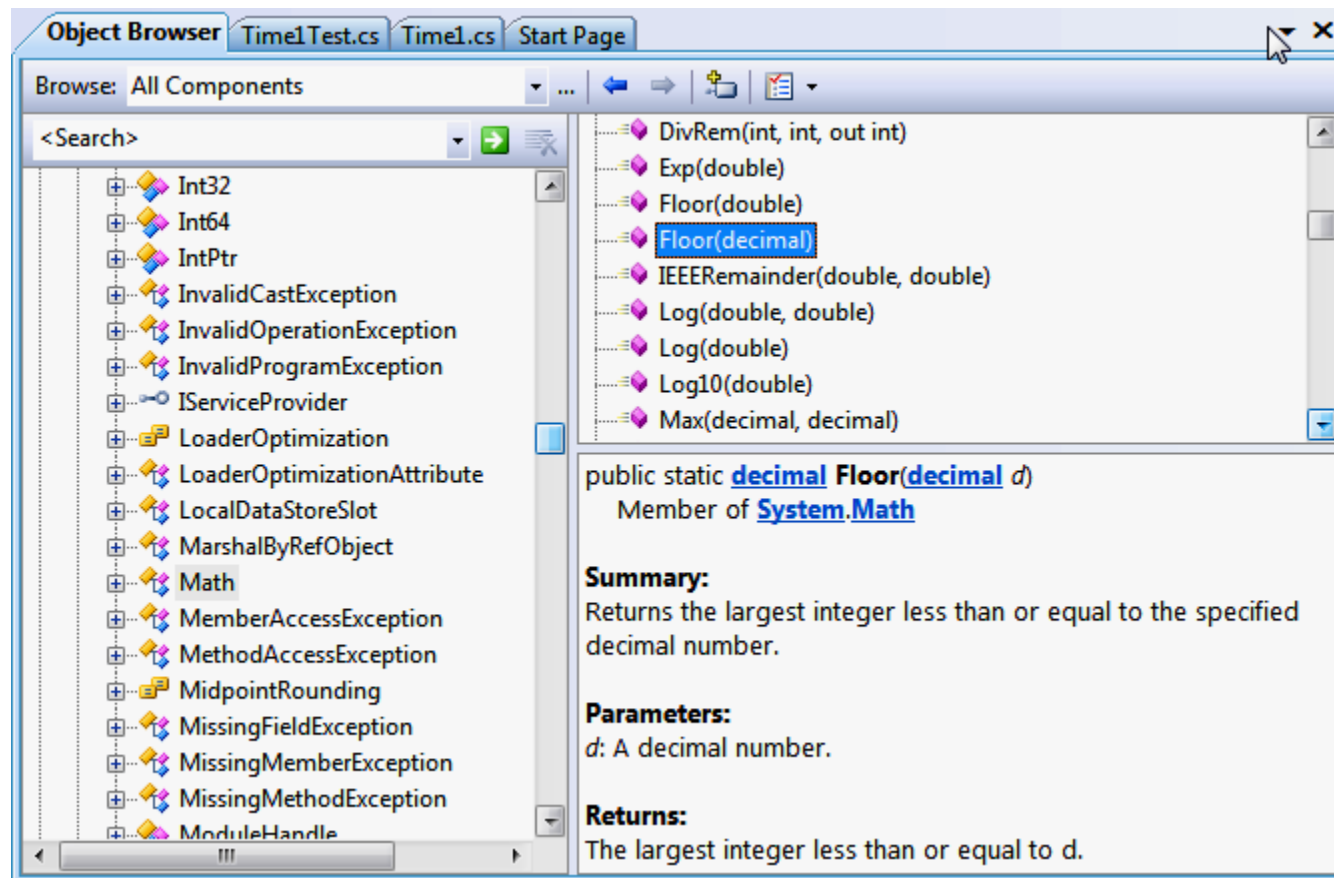 Object Browser Time1Test.cs Time1.cs Start Page
Browse: All Components ...
<Search>
Int32
Int64
IntPtr
InvalidCastException
InvalidOperationException
InvalidProgramException
IServiceProvider
LoaderOptimization
LoaderOptimizationAttribute
LocalDataStoreSlot
MarshalByRefObject
Math
MemberAccessException
MethodAccessException
MidpointRounding
MissingFieldException
MissingMemberException
MissingMethodException
ModuleHandle
DivRem(int, int, out int)
Exp(double)
Floor(double)
Floor(decimal)
IEEERemainder(double, double)
Log(double, double)
Log(double)
Log10(double)
Max(decimal, decimal)
public static decimal Floor(decimal d)
Member of System.Math
Summary:
Returns the largest integer less than or equal to the specified
decimal number.
Parameters:
d: A decimal number.
Returns:
The largest integer less than or equal to d.